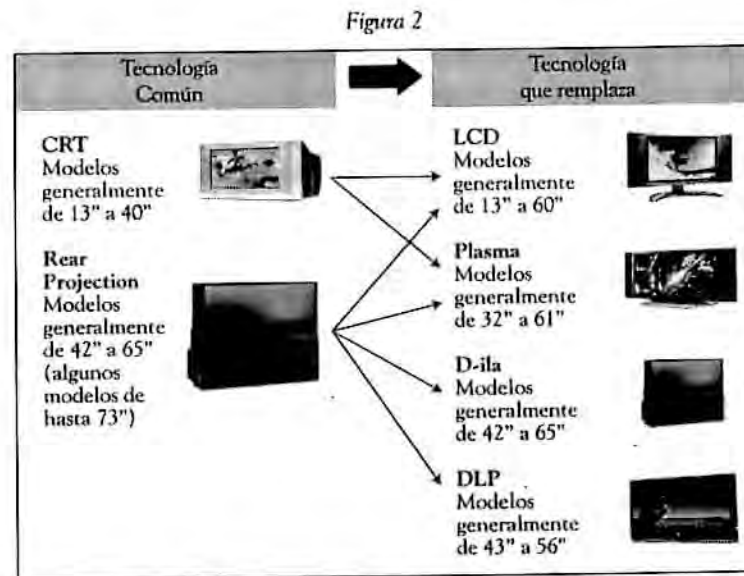 Figura 2
Tecnología
Común
Tecnología
que remplaza
CRT
Modelos
generalmente
de 13" a 40"
Rear
Projection
Modelos
generalmente
de 42" a 65"
(algunos
modelos de
hasta 73")
LCD
Modelos
generalmente
de 13" a 60"
Plasma
Modelos
generalmente
de 32" a 61"
D-ila
Modelos
generalmente
de 42" a 65"
DLP
Modelos
generalmente
de 43" a 56"